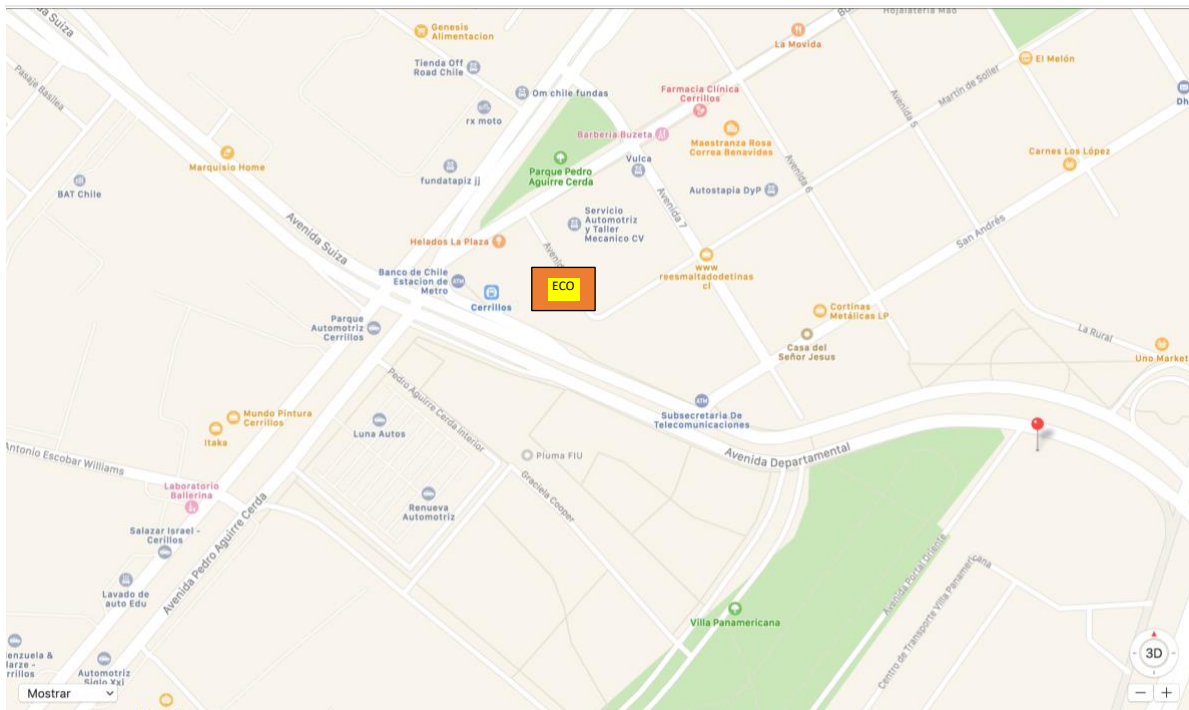 Avenida Suiza
Hojalatería Mao
Genesis
Alimentacion
La Movida
El Melón
Tienda Off
Road Chile
Pasaje Basilea
Om chile fundas
Farmacia Clínica
Cerrillos
Avenida 5
Martín de Soller
rx moto
Barbería Buzeta
Maestranza Rosa
Correa Benavides
Marquisio Home
Vulca
Carnes Los López
BAT Chile
fundatapiz jj
Parque Pedro
Aguirre Cerda
Autostapia DyP
Avenida 6
Avenida Suiza
Servicio
Automotriz
y Taller
Mecanico CV
Avenida 7
San Andrés
Helados La Plaza
Banco de Chile
Estacion de
Metro
www
reesmaltadodetinas
cl
ECO
Cerrillos
Parque
Automotriz
Cerrillos
Cortinas
Metálicas LP
Casa del
Señor Jesus
La Rural
Uno Market
Pedro Aguirre Cerda Interior
Mundo Pintura
Cerrillos
Itaka
Luna Autos
Subsecretaria De
Telecomunicaciones
Antonio Escobar Williams
Pluma FIU
Avenida Departamental
Laboratorio
Ballerina
Graciela Cooper
Renueva
Automotriz
Salazar Israel -
Cerillos
Avenida Pedro Aguirre Cerda
Avenida Portal Oriente
Lavado de
auto Edu
Villa Panamericana
Centro de Transporte Villa Panamericana
Automotriz
Siglo Xxi
3D
Mostrar